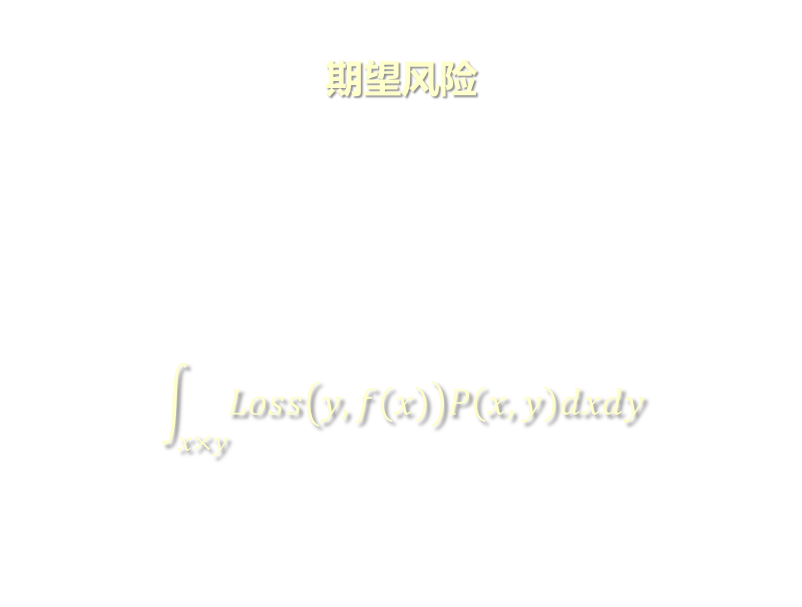 期望风险
∫x×y Loss(y, f(x))P(x, y)dxdy